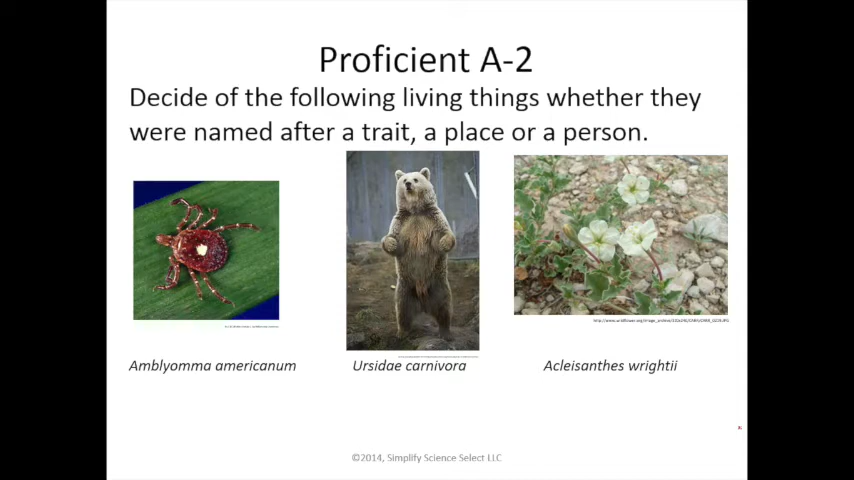 Proficient A-2
Decide of the following living things whether they
were named after a trait, a place or a person.
Amblyomma americanum
Ursidae carnivora
Acleisanthes wrightii
©2014, Simplify Science Select LLC